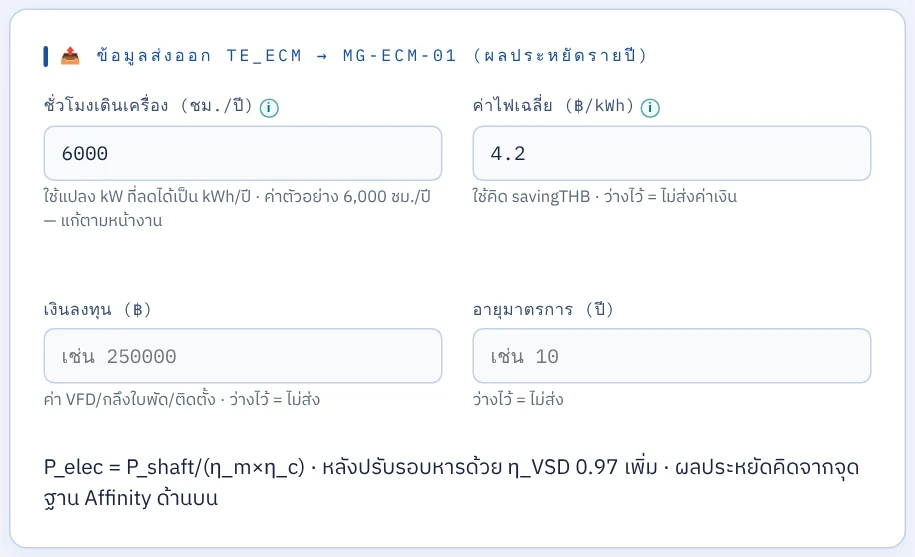 📤 ข้อมูลส่งออก TE_ECM → MG-ECM-01 (ผลประหยัดรายปี)
ชั่วโมงเดินเครื่อง (ชม./ปี) i
ค่าไฟเฉลี่ย (฿/kWh) i
6000
4.2
ใช้แปลง kW ที่ลดได้เป็น kWh/ปี · ค่าตัวอย่าง 6,000 ชม./ปี
— แก้ตามหน้างาน
ใช้คิด savingTHB · ว่างไว้ = ไม่ส่งค่าเงิน
เงินลงทุน (฿)
อายุมาตรการ (ปี)
เช่น 250000
เช่น 10
ค่า VFD/กลึงใบพัด/ติดตั้ง · ว่างไว้ = ไม่ส่ง
ว่างไว้ = ไม่ส่ง
P_elec = P_shaft/(η_m×η_c) · หลังปรับรอบหารด้วย η_VSD 0.97 เพิ่ม · ผลประหยัดคิดจากจุด
ฐาน Affinity ด้านบน